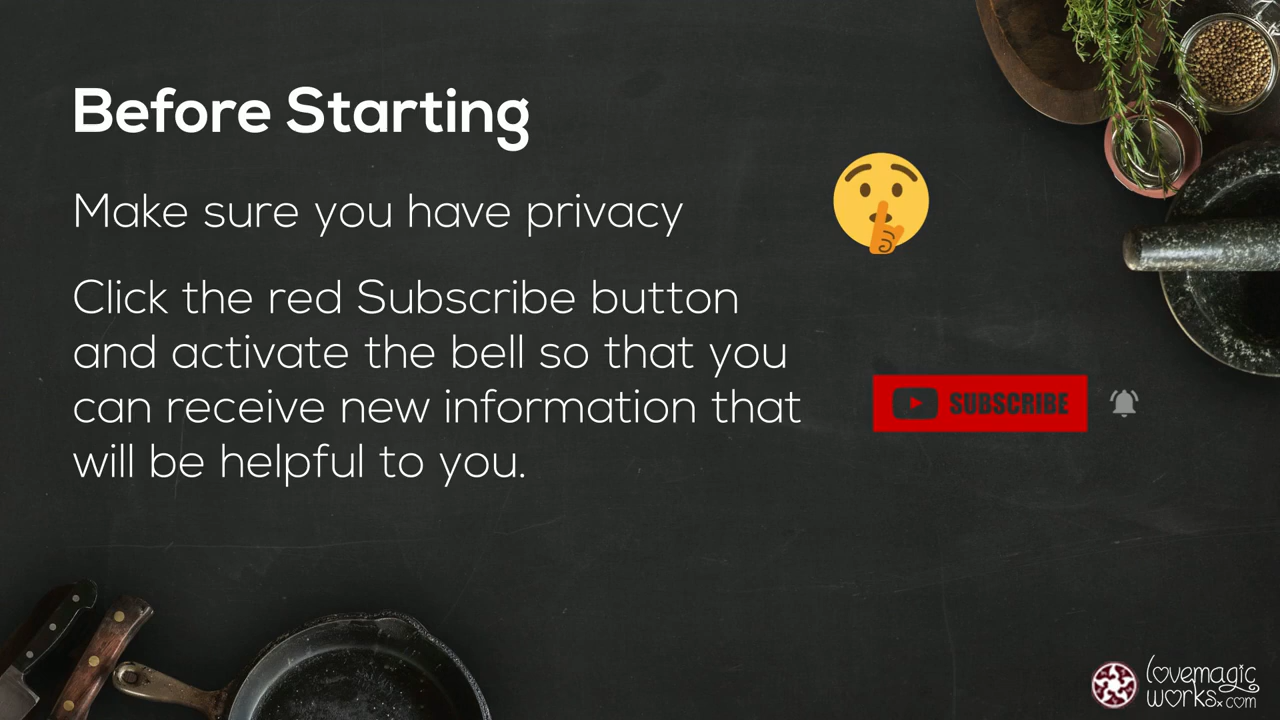 Before Starting
Make sure you have privacy
Click the red Subscribe button
and activate the bell so that you
can receive new information that
will be helpful to you.
SUBSCRIBE
lovemagic
works.com